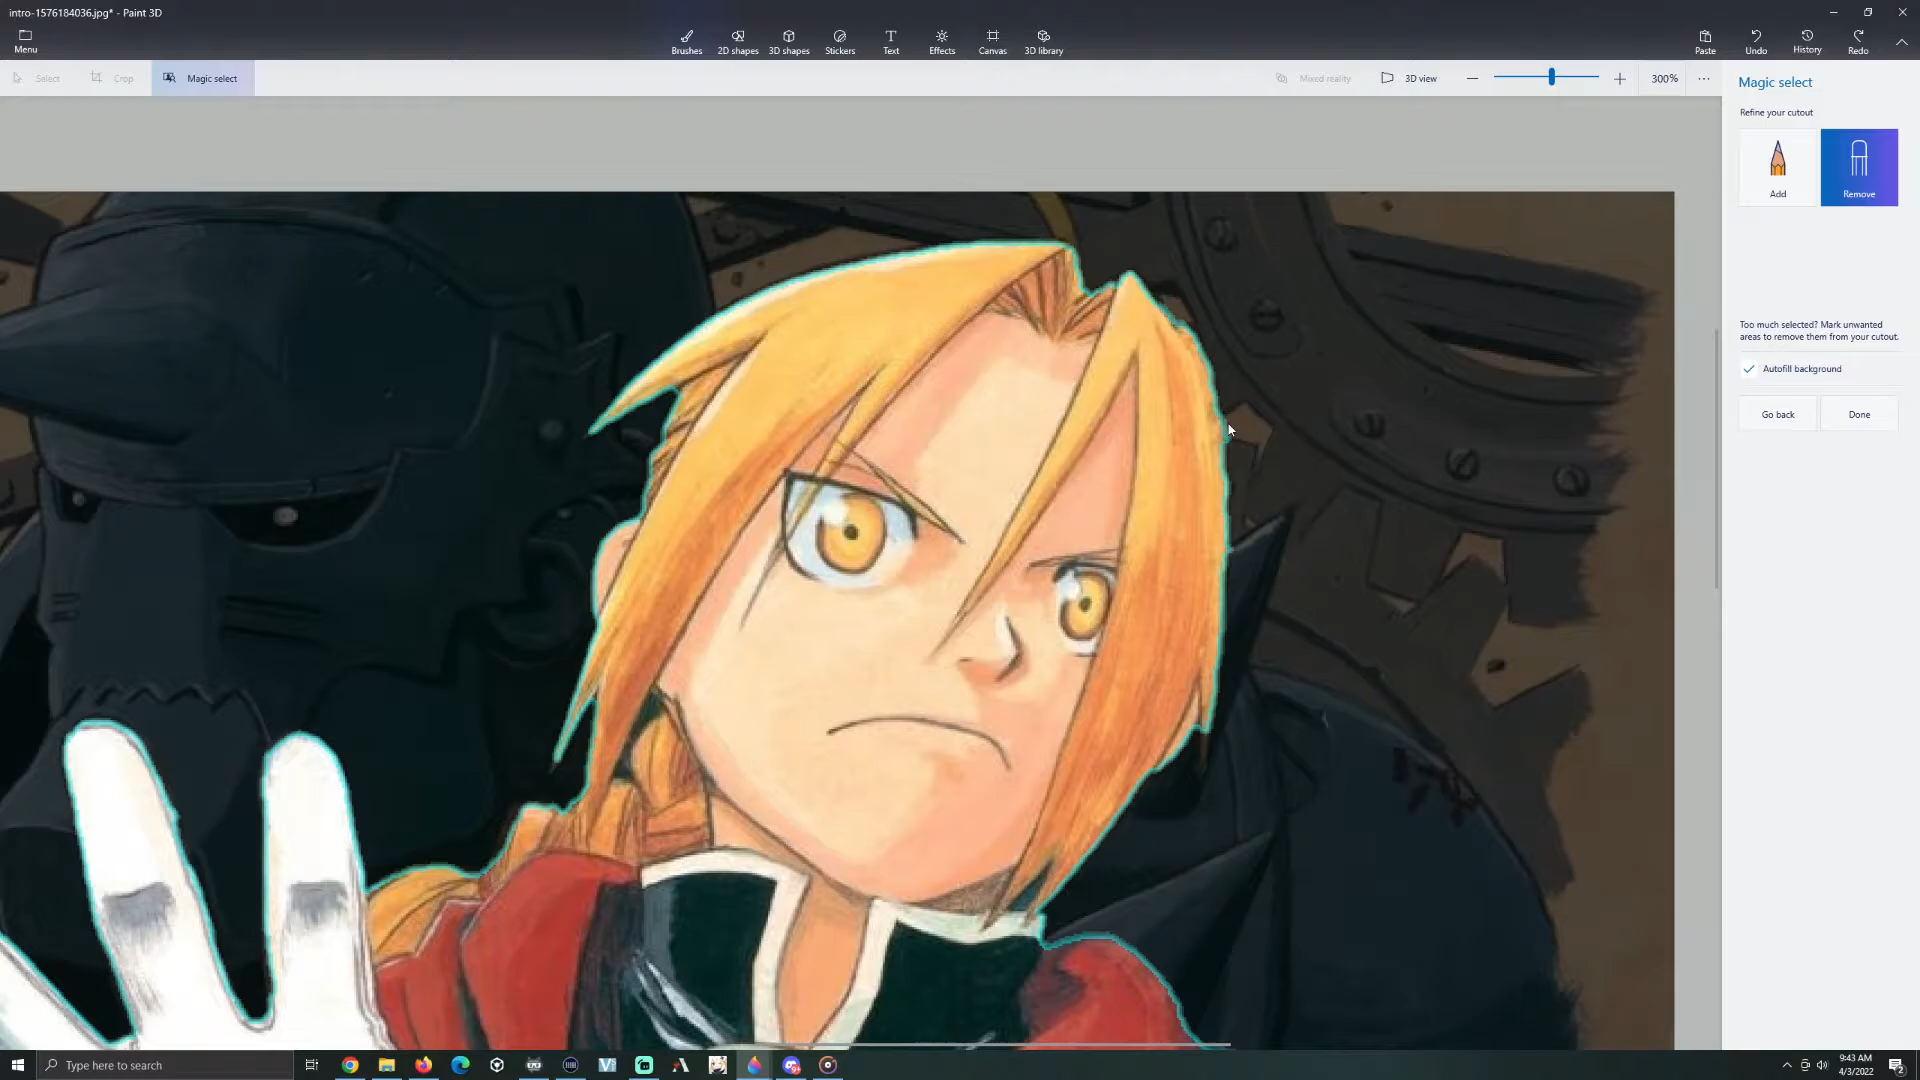 intro-1576184036.jpg* - Paint 3D
Menu
Brushes
2D shapes
3D shapes
Stickers
Text
Effects
Canvas
3D library
Paste
Undo
History
Redo
Select
Crop
Magic select
Mixed reality
3D view
300%
Magic select
Refine your cutout
Add
Remove
Too much selected? Mark unwanted
areas to remove them from your cutout.
Autofill background
Go back
Done
Type here to search
9:43 AM
4/3/2022